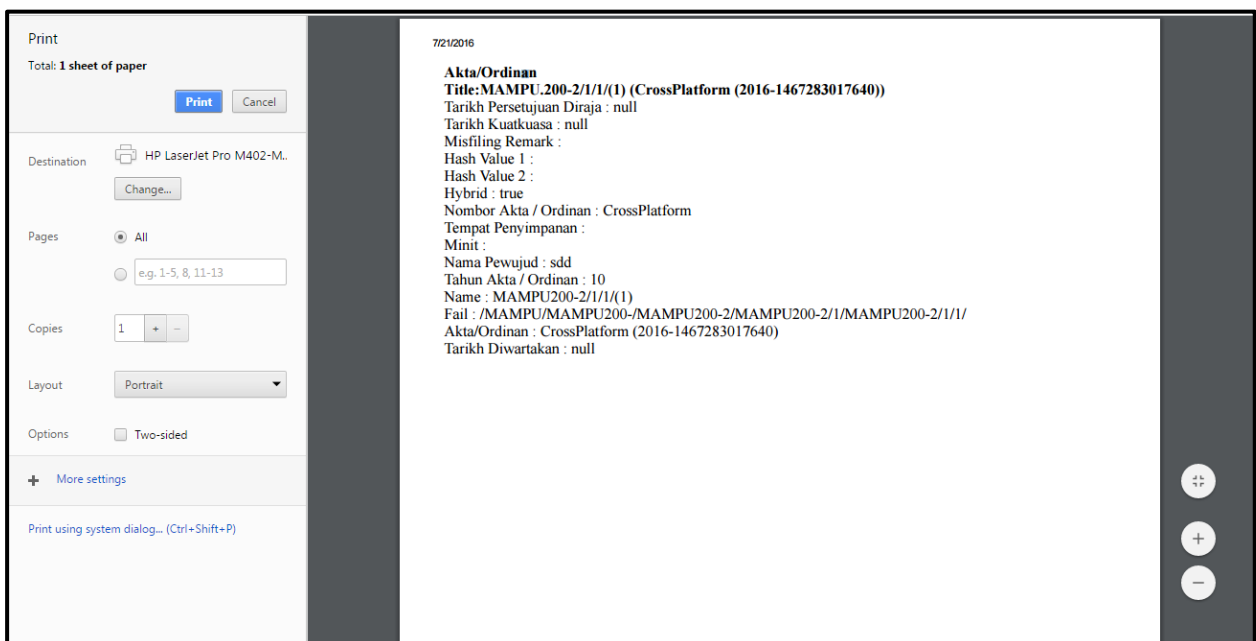 Print
Total: 1 sheet of paper
Print Cancel
Destination HP LaserJet Pro M402-M..
Change...
Pages All
e.g. 1-5, 8, 11-13
Copies 1 + −
Layout Portrait
Options Two-sided
+ More settings
Print using system dialog... (Ctrl+Shift+P)
7/21/2016
Akta/Ordinan
Title:MAMPU.200-2/1/1/(1) (CrossPlatform (2016-1467283017640))
Tarikh Persetujuan Diraja : null
Tarikh Kuatkuasa : null
Misfiling Remark :
Hash Value 1 :
Hash Value 2 :
Hybrid : true
Nombor Akta / Ordinan : CrossPlatform
Tempat Penyimpanan :
Minit :
Nama Pewujud : sdd
Tahun Akta / Ordinan : 10
Name : MAMPU200-2/1/1/(1)
Fail : /MAMPU/MAMPU200-/MAMPU200-2/MAMPU200-2/1/MAMPU200-2/1/1/
Akta/Ordinan : CrossPlatform (2016-1467283017640)
Tarikh Diwartakan : null